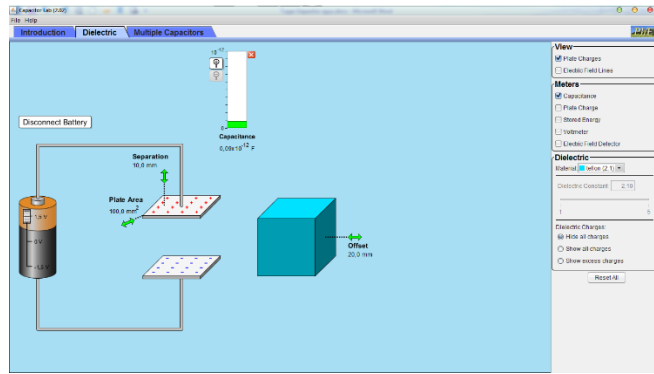 Capacitor Lab (2.02)
File Help
Introduction
Dielectric
Multiple Capacitors
PhET
Disconnect Battery
0
Capacitance
0,09x10⁻¹² F
Separation
10,0 mm
Plate Area
100,0 mm²
1,5 V
0 V
-1,5 V
Offset
20,0 mm
View
Plate Charges
Electric Field Lines
Meters
Capacitance
Plate Charge
Stored Energy
Voltmeter
Electric Field Detector
Dielectric
Material: teflon (2,1)
Dielectric Constant: 2,10
1 5
Dielectric Charges:
Hide all charges
Show all charges
Show excess charges
Reset All